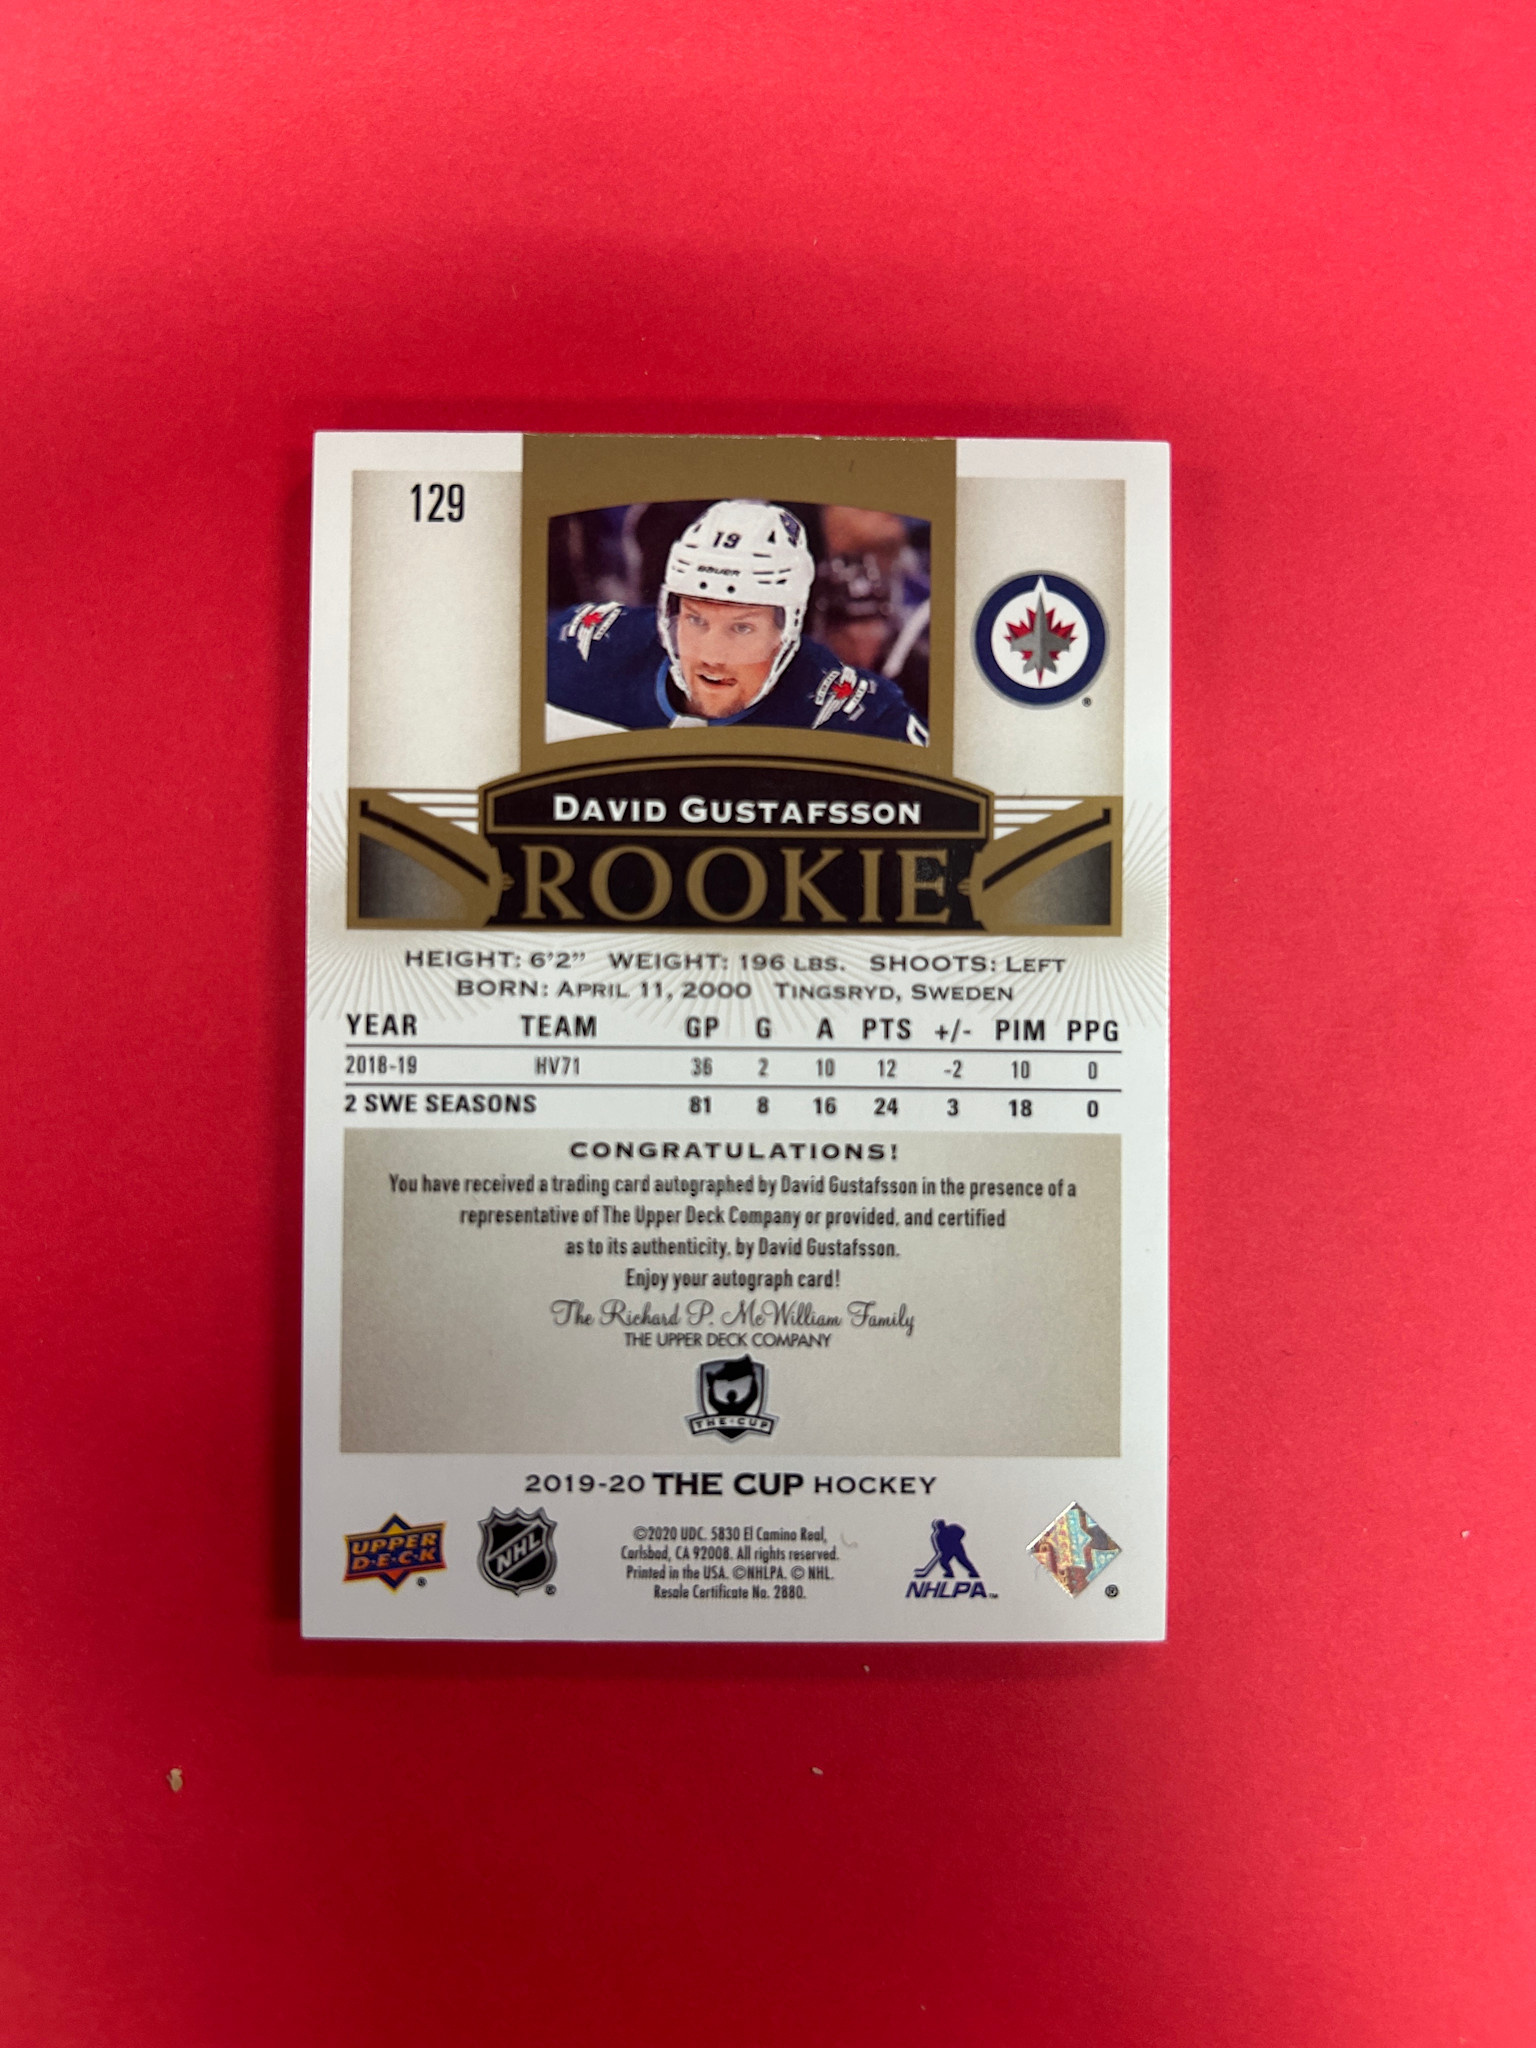 129
19
BAUER
DAVID GUSTAFSSON
ROOKIE
HEIGHT: 6'2" WEIGHT: 196 LBS. SHOOTS: LEFT
BORN: APRIL 11, 2000 TINGSRYD, SWEDEN
YEAR TEAM GP G A PTS +/- PIM PPG
2018-19 HV71 36 2 10 12 -2 10 0
2 SWE SEASONS 81 8 16 24 3 18 0
CONGRATULATIONS!
You have received a trading card autographed by David Gustafsson in the presence of a
representative of The Upper Deck Company or provided, and certified
as to its authenticity, by David Gustafsson.
Enjoy your autograph card!
The Richard P. McWilliam Family
THE UPPER DECK COMPANY
THE·CUP
2019-20 THE CUP HOCKEY
UPPER
D·E·C·K
®
NHL
®
©2020 UDC. 5830 El Camino Real,
Carlsbad, CA 92008. All rights reserved.
Printed in the USA. ©NHLPA. © NHL.
Resale Certificate No. 2880.
NHLPA™
®